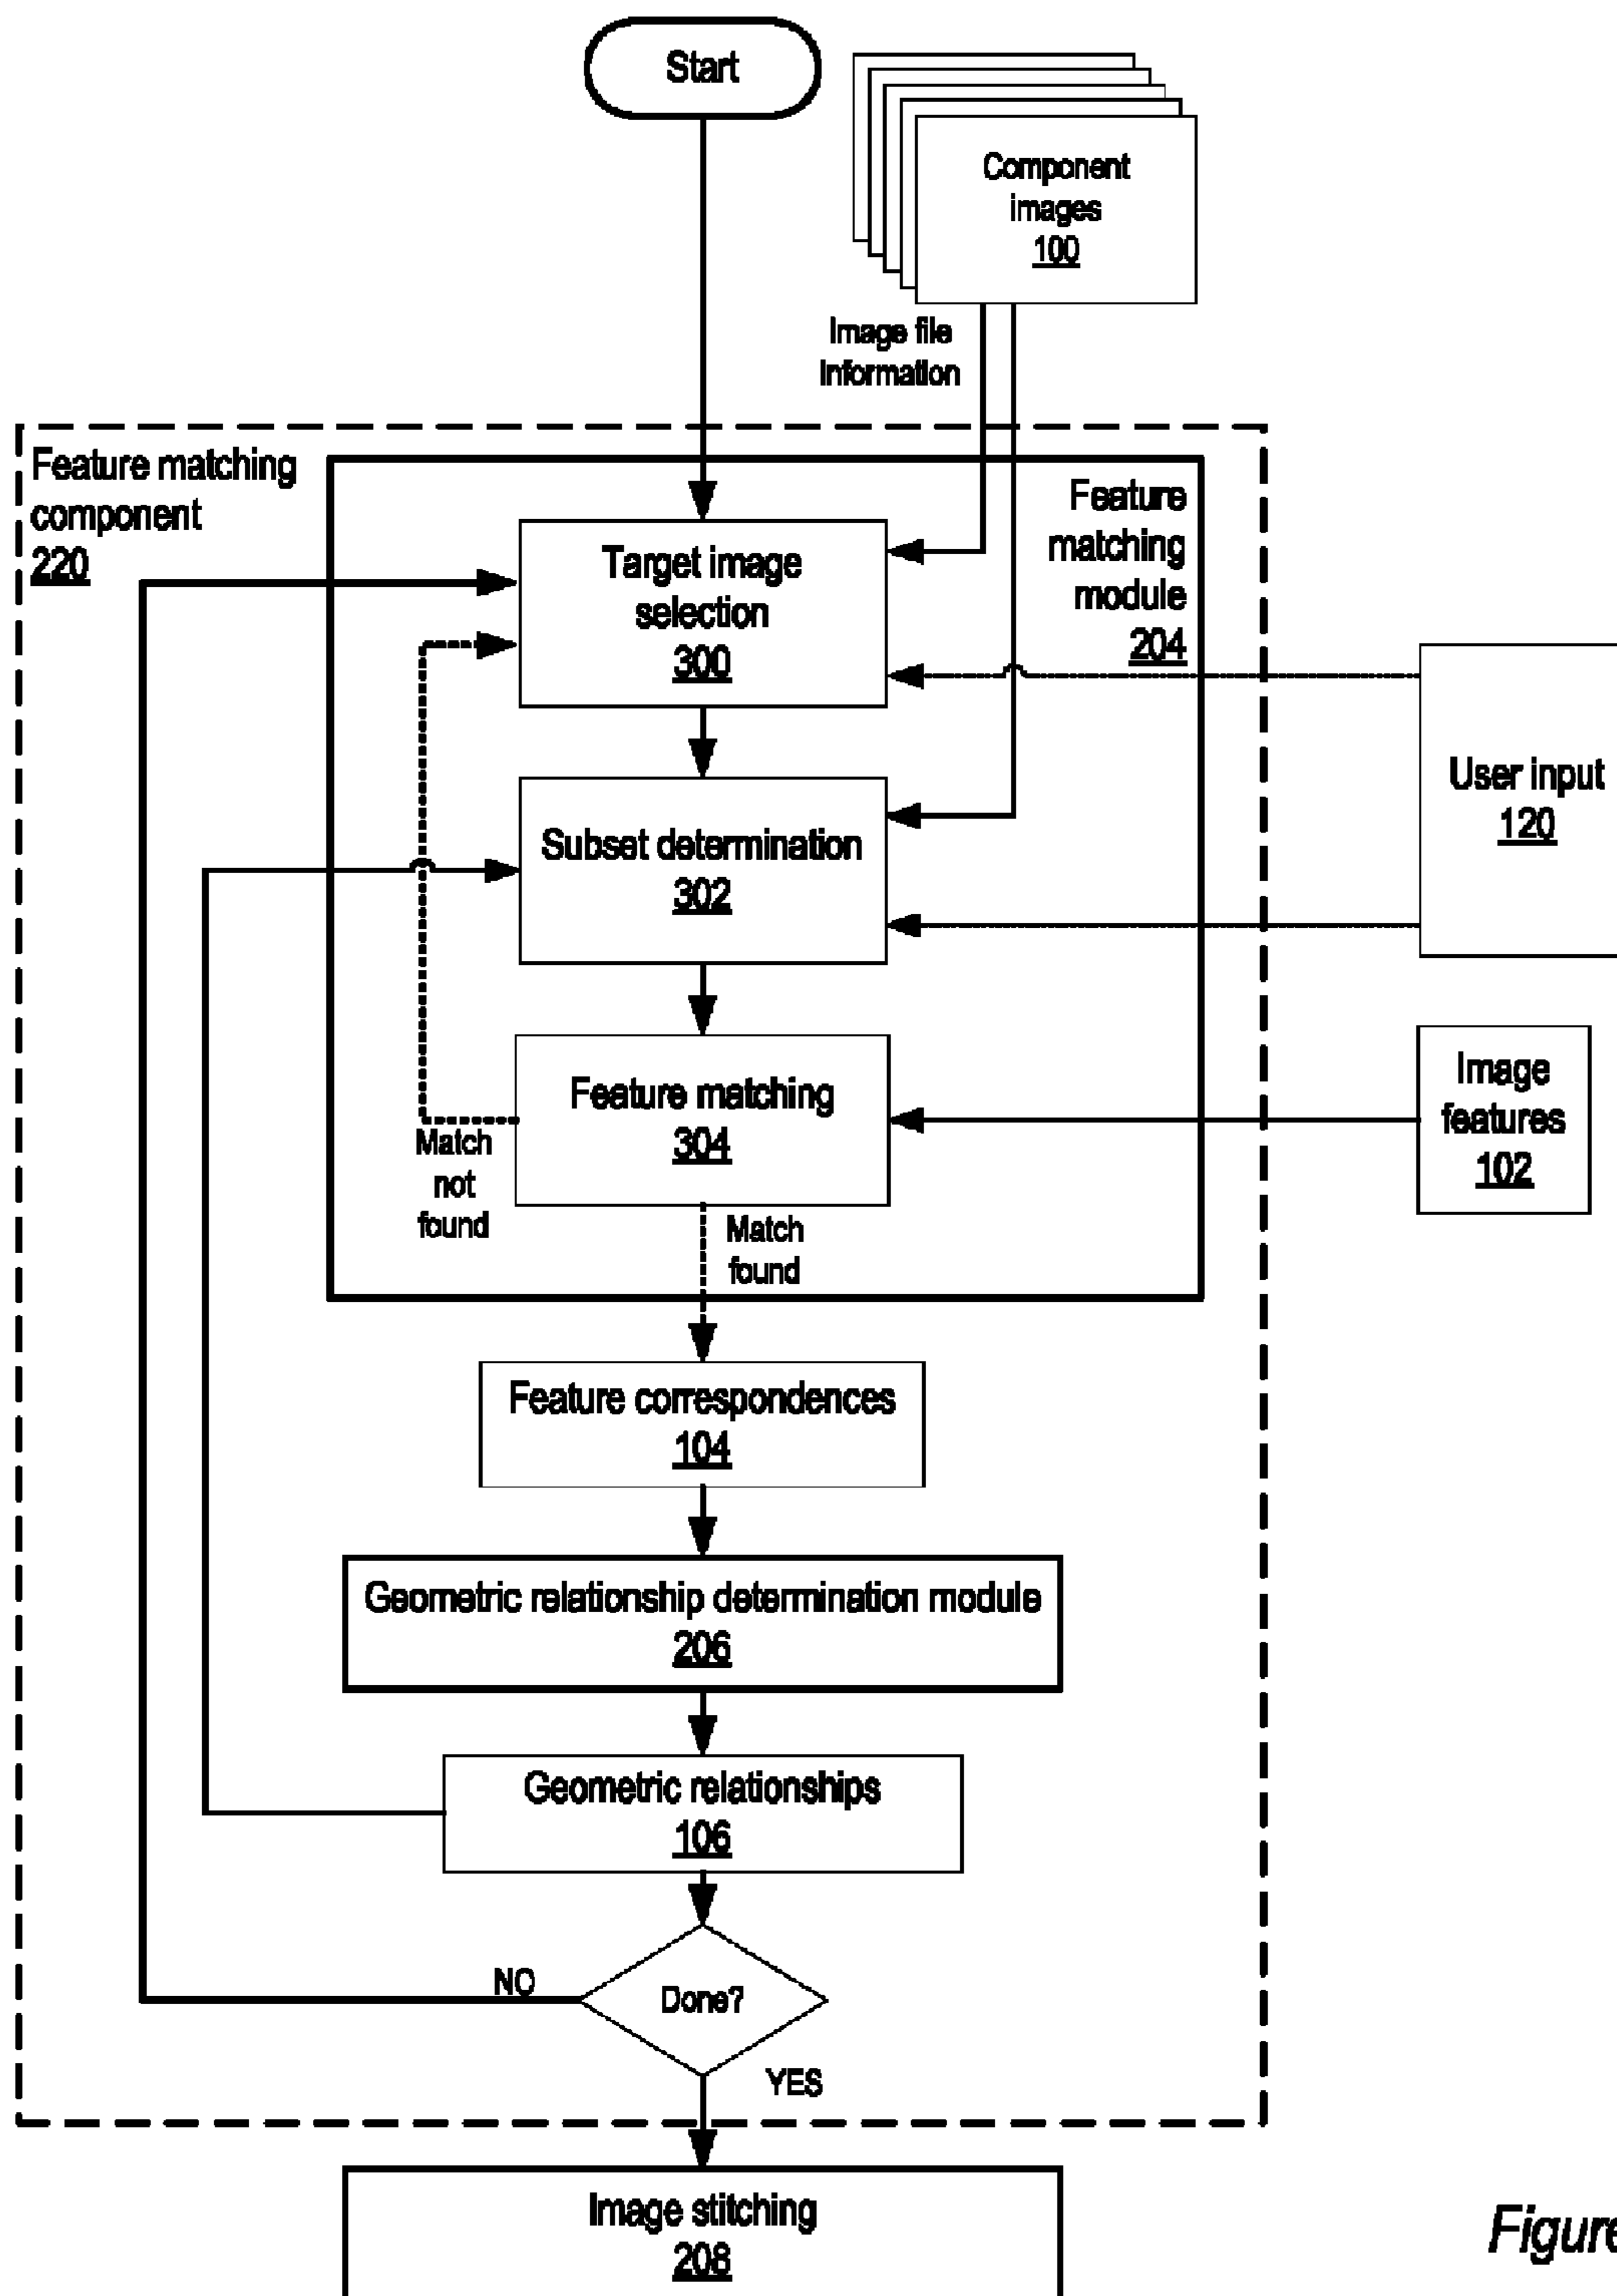 Start
Component
images
100
Image file
information
Feature matching
component
220
Feature
matching
module
204
Target image
selection
300
User input
120
Subset determination
302
Image
features
102
Feature matching
304
Match
not
found
Match
found
Feature correspondences
104
Geometric relationship determination module
206
Geometric relationships
106
NO
Done?
YES
Image stitching
208
Figure